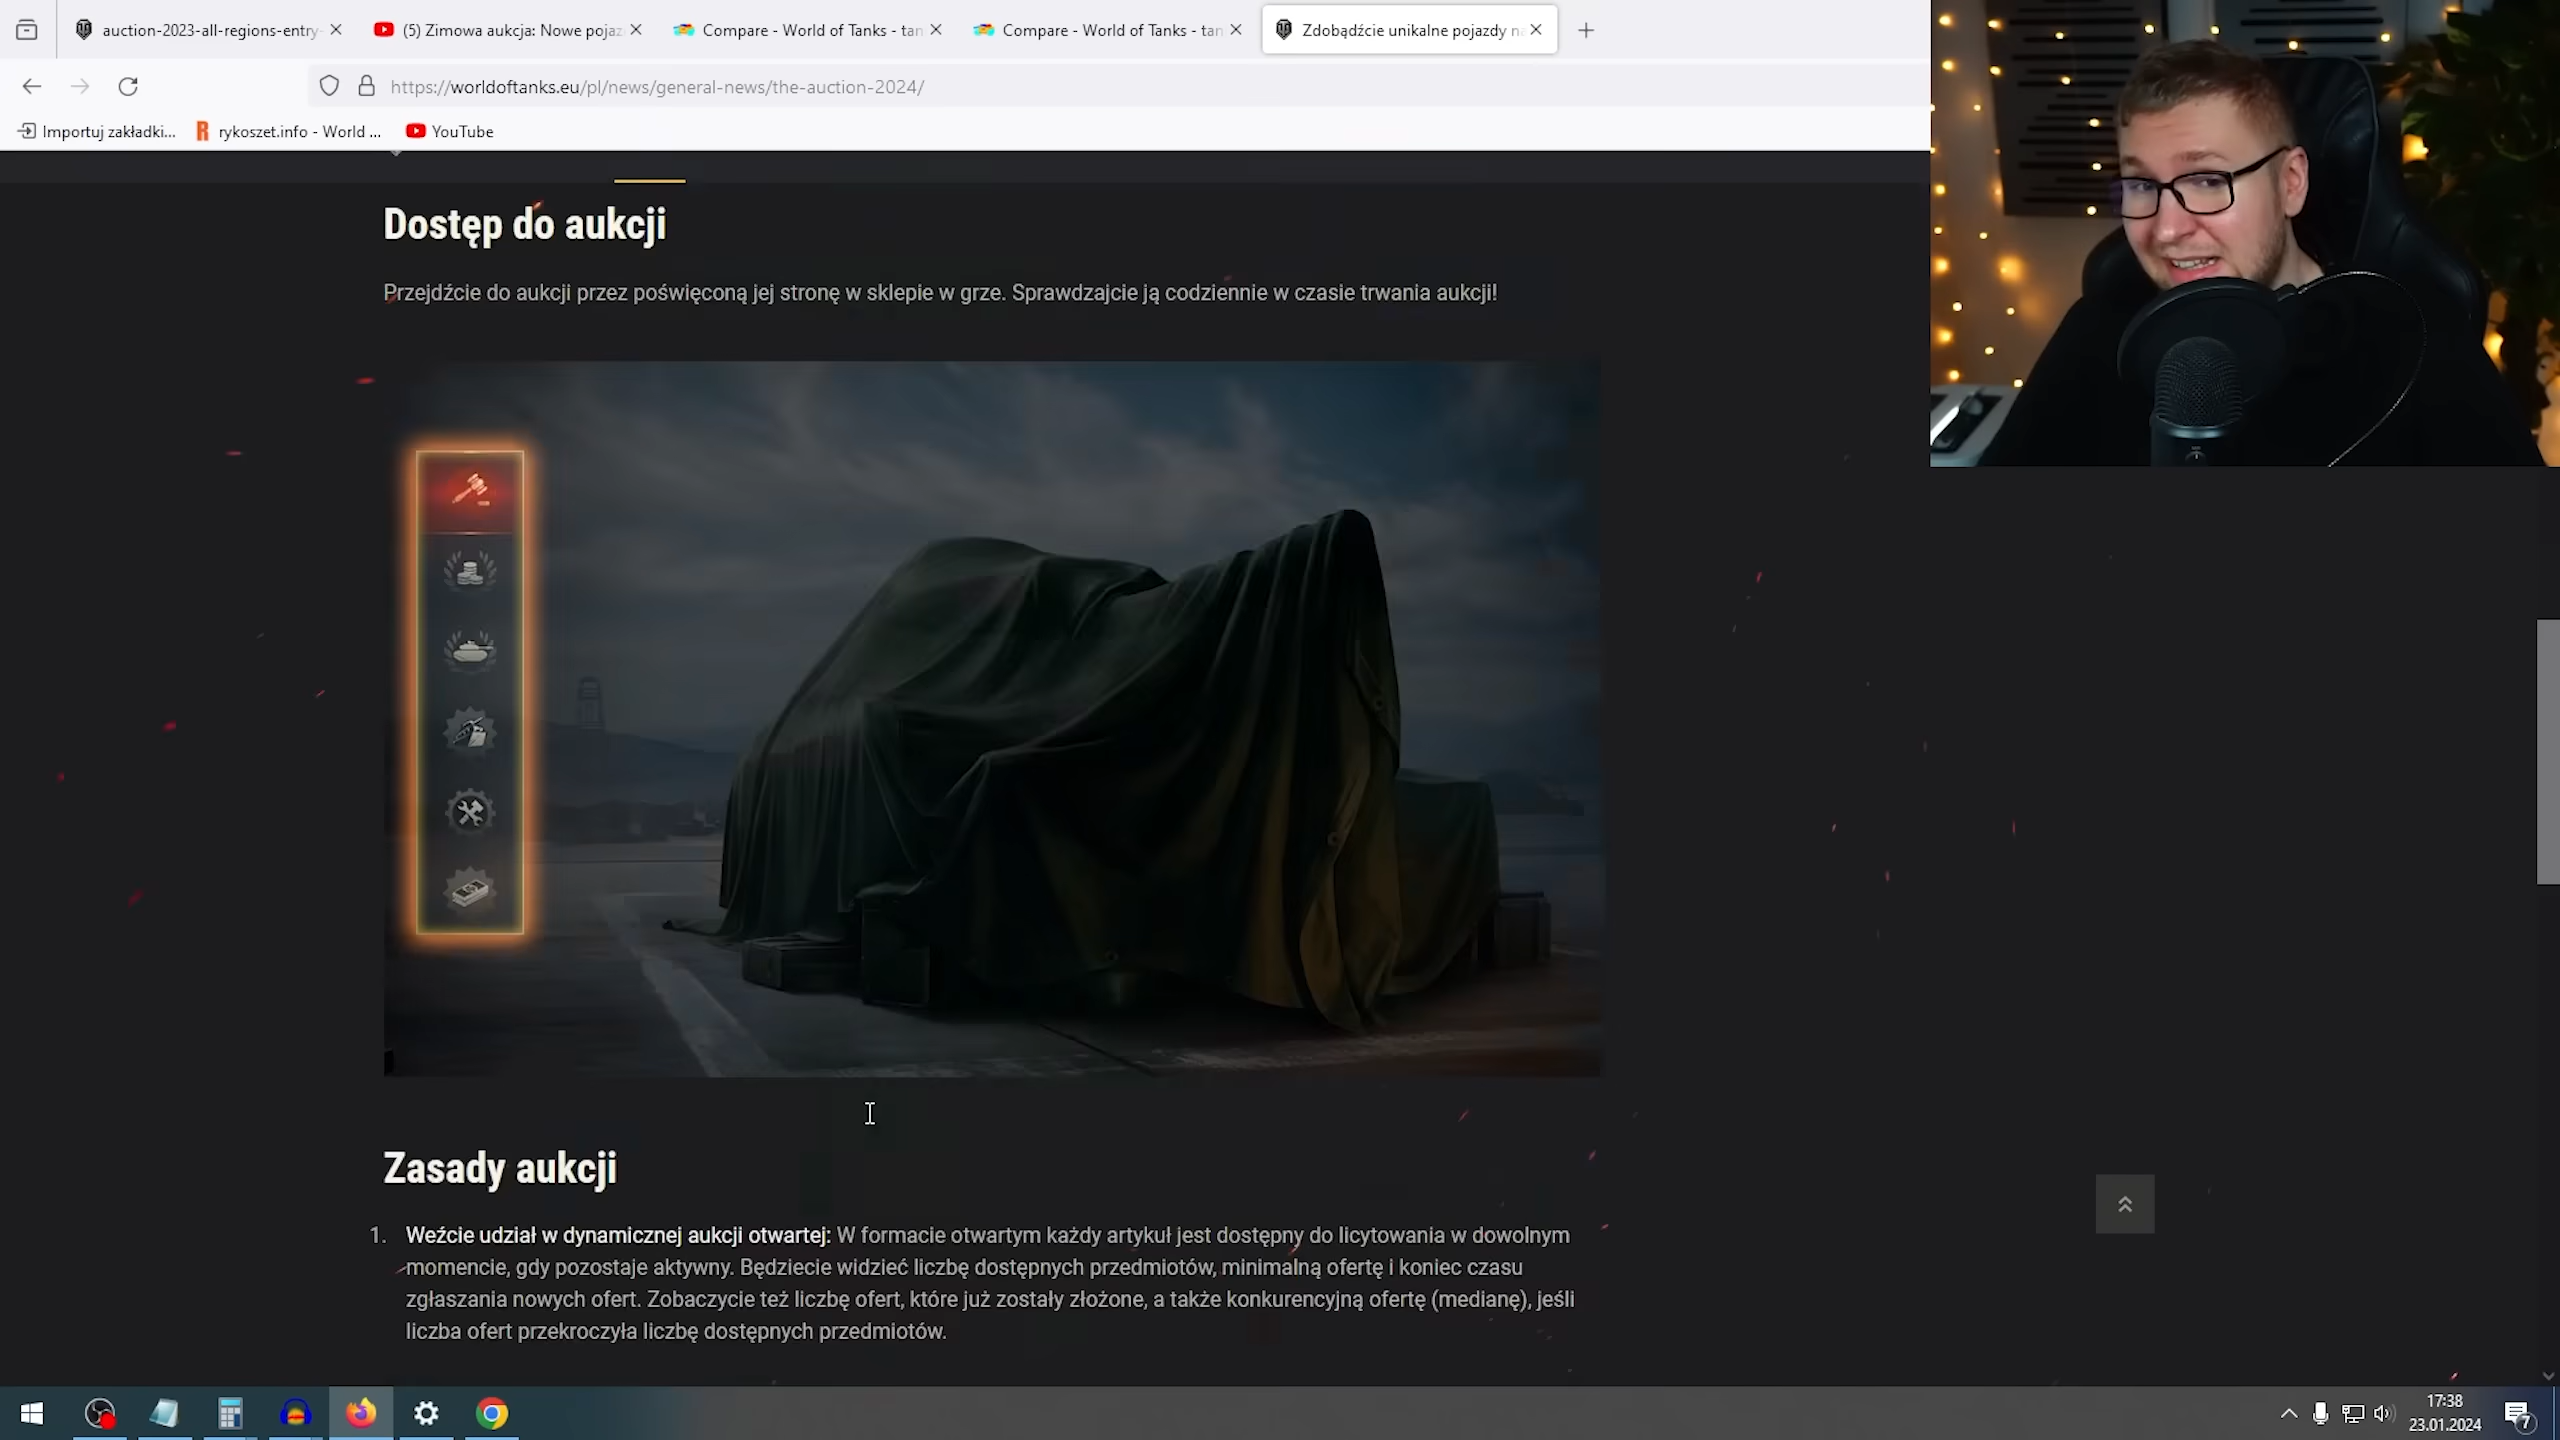 auction-2023-all-regions-entry-
(5) Zimowa aukcja: Nowe pojaz
Compare - World of Tanks - tan
Compare - World of Tanks - tan
Zdobądźcie unikalne pojazdy n
https://worldoftanks.eu/pl/news/general-news/the-auction-2024/
Importuj zakładki...
rykoszet.info - World ...
YouTube
Dostęp do aukcji
Przejdźcie do aukcji przez poświęconą jej stronę w sklepie w grze. Sprawdzajcie ją codziennie w czasie trwania aukcji!
Zasady aukcji
1. Weźcie udział w dynamicznej aukcji otwartej: W formacie otwartym każdy artykuł jest dostępny do licytowania w dowolnym
momencie, gdy pozostaje aktywny. Będziecie widzieć liczbę dostępnych przedmiotów, minimalną ofertę i koniec czasu
zgłaszania nowych ofert. Zobaczycie też liczbę ofert, które już zostały złożone, a także konkurencyjną ofertę (medianę), jeśli
liczba ofert przekroczyła liczbę dostępnych przedmiotów.
17:38
23.01.2024
7